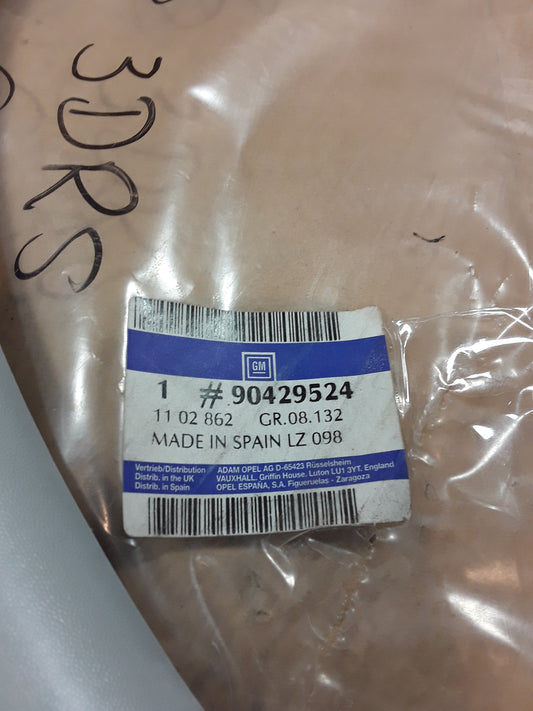 3DRS
GM
1 # 90429524
11 02 862 GR.08.132
MADE IN SPAIN LZ 098
Vertrieb/Distribution ADAM OPEL AG D-65423 Rüsselsheim
Distrib. in the UK VAUXHALL. Griffin House. Luton LU1 3YT. England
Distrib. in Spain OPEL ESPAÑA, S.A. Figueruelas - Zaragoza